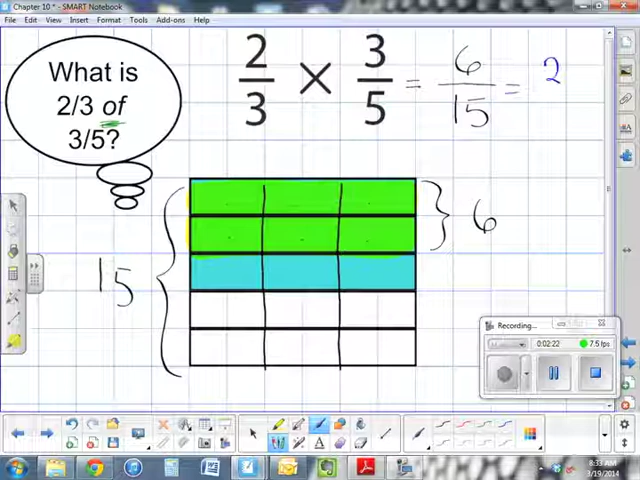 Chapter 10 * - SMART Notebook
File Edit View Insert Format Tools Add-ons Help
What is
2/3 of
3/5?
2/3 × 3/5 = 6/15 = 2
6
15
Recording...
0:02:22
7.5 fps
8:33 AM
3/19/2014